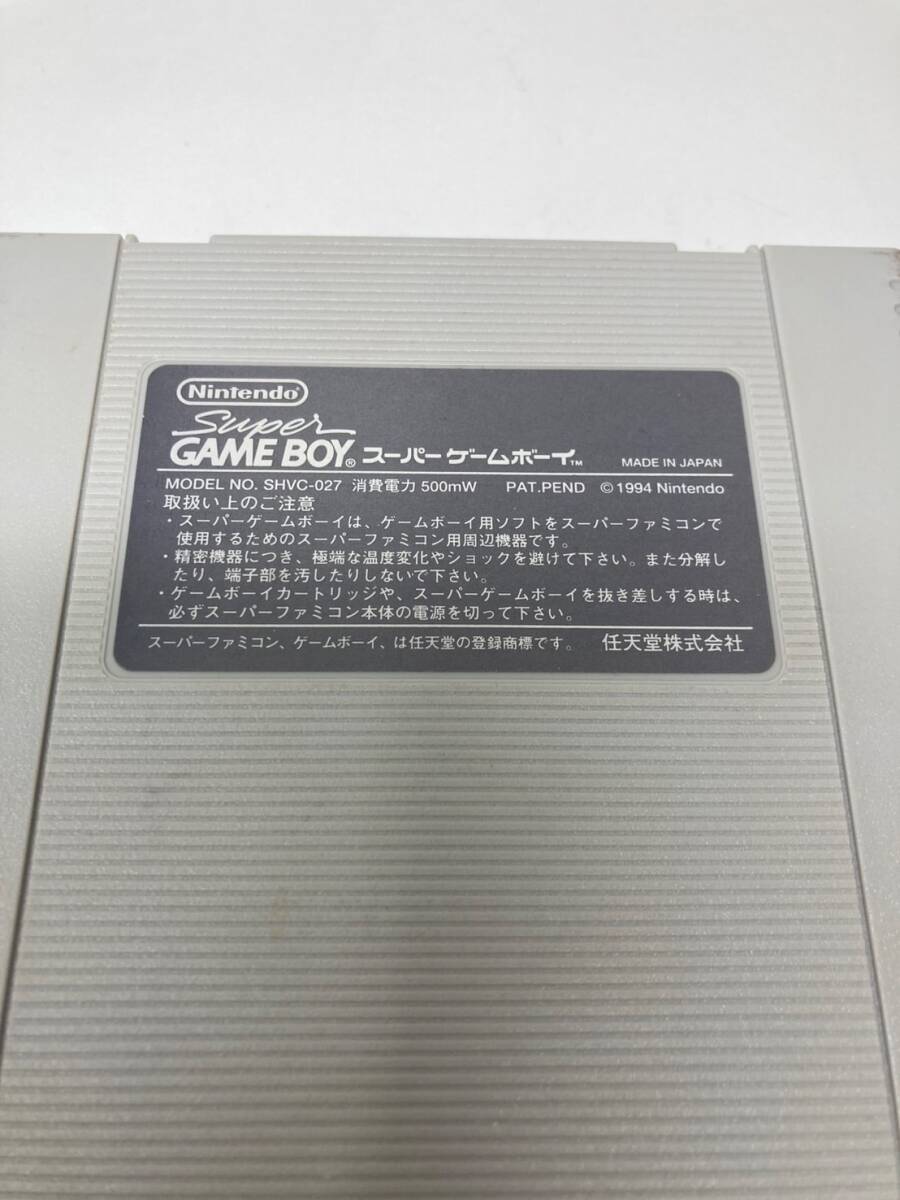 Nintendo
Super
GAME BOY® スーパーゲームボーイ™ MADE IN JAPAN
MODEL NO. SHVC-027 消費電力 500mW PAT.PEND © 1994 Nintendo
取扱い上のご注意
・スーパーゲームボーイは、ゲームボーイ用ソフトをスーパーファミコンで
使用するためのスーパーファミコン用周辺機器です。
・精密機器につき、極端な温度変化やショックを避けて下さい。また分解し
たり、端子部を汚したりしないで下さい。
・ゲームボーイカートリッジや、スーパーゲームボーイを抜き差しする時は、
必ずスーパーファミコン本体の電源を切って下さい。
スーパーファミコン、ゲームボーイ、は任天堂の登録商標です。 任天堂株式会社